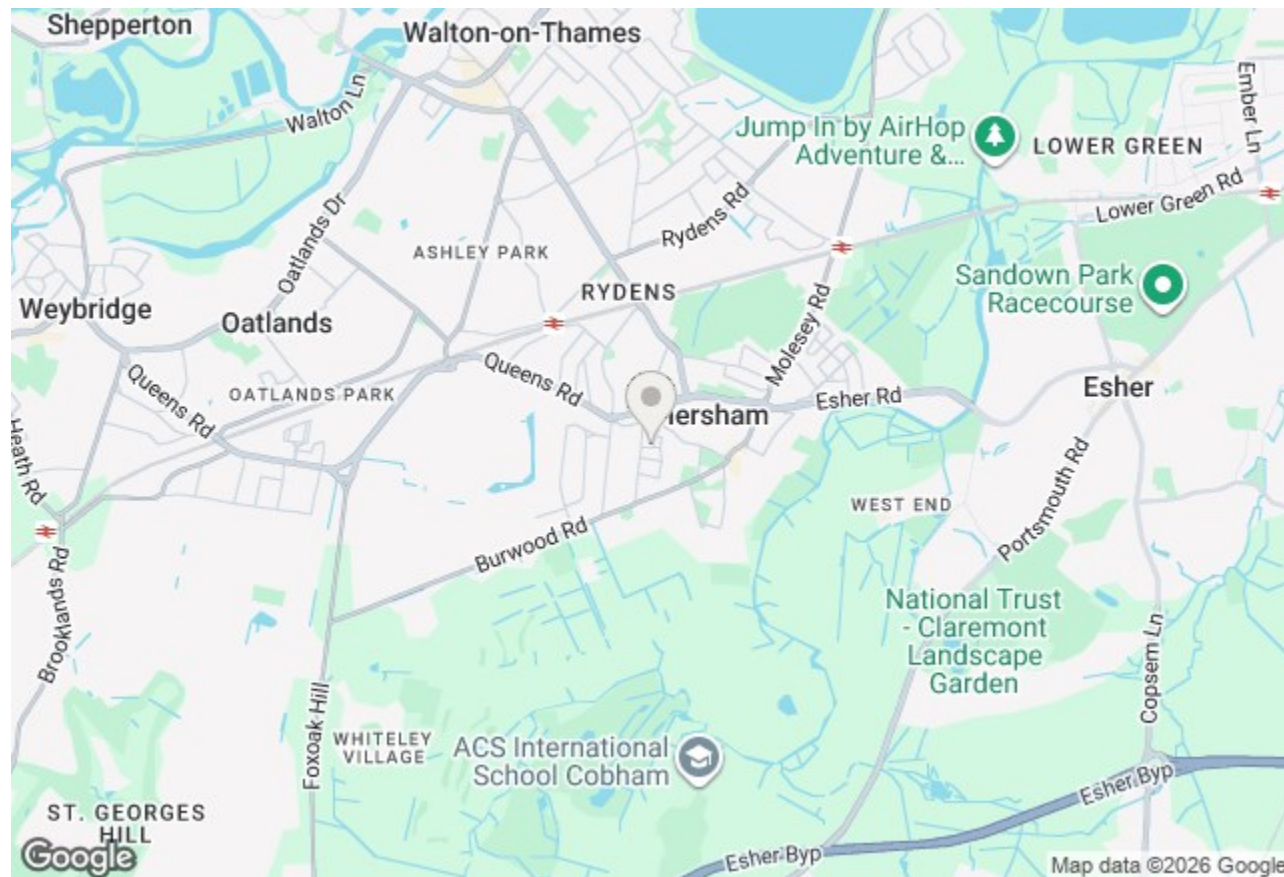 Shepperton
Walton-on-Thames
Walton Ln
Ember Ln
Jump In by AirHop
Adventure &...
LOWER GREEN
Lower Green Rd
Oatlands Dr
Rydens Rd
ASHLEY PARK
RYDENS
Sandown Park
Racecourse
Weybridge
Oatlands
Molesey Rd
Queens Rd
Queens Rd
OATLANDS PARK
Esher Rd
Esher
ersham
Heath Rd
WEST END
Portsmouth Rd
Burwood Rd
Brooklands Rd
National Trust
- Claremont
Landscape
Garden
Copsem Ln
Foxoak Hill
WHITELEY
VILLAGE
ACS International
School Cobham
Esher Byp
ST. GEORGES
HILL
Esher Byp
Google
Map data ©2026 Google